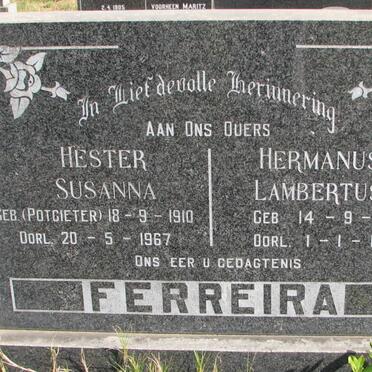 2.4.1905 VOORHEEN MARITZ
In Liefdevolle Herinnering
AAN ONS OUERS
HESTER
SUSANNA
GEB. (POTGIETER) 18-9-1910
OORL. 20-5-1967
HERMANUS
LAMBERTUS
GEB 14-9-
OORL. 1-1-1
ONS EER U GEDAGTENIS
FERREIRA